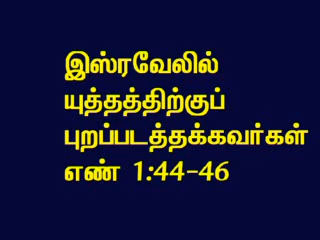 இஸ்ரவேலில்
யுத்தத்திற்குப்
புறப்படத்தக்கவர்கள்
எண் 1:44-46